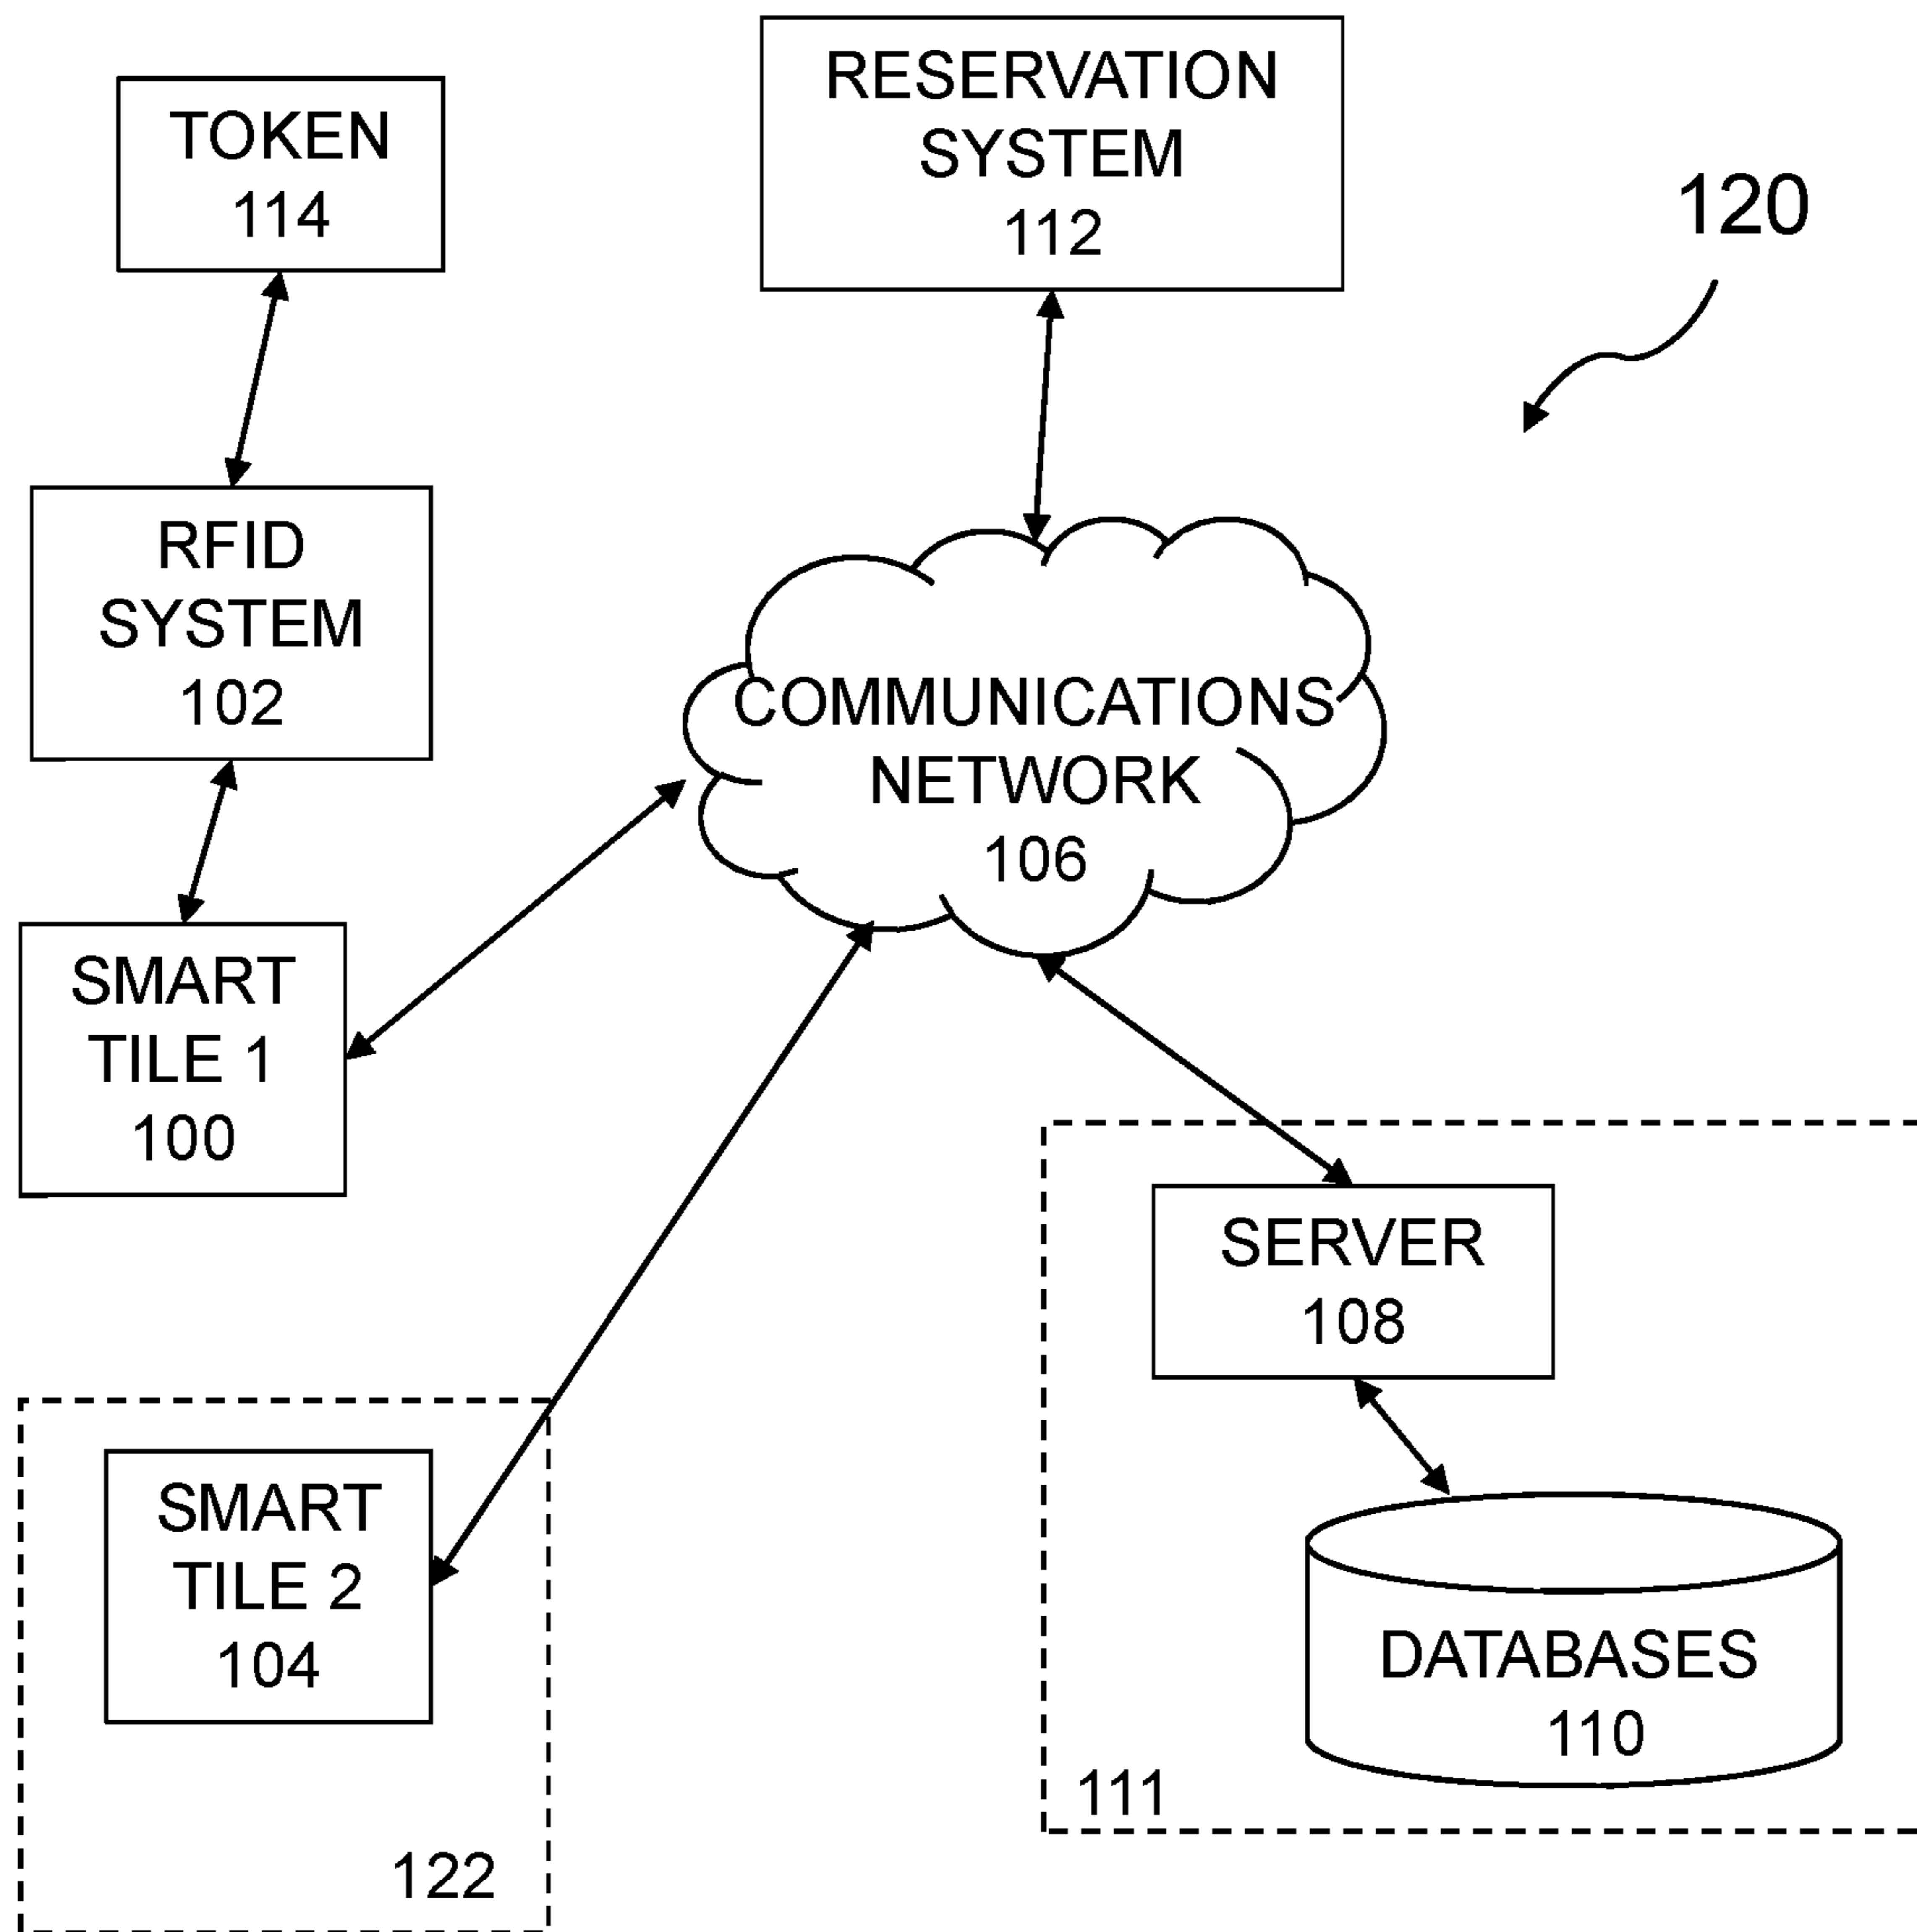 TOKEN
114
RESERVATION
SYSTEM
112
120
RFID
SYSTEM
102
COMMUNICATIONS
NETWORK
106
SMART
TILE 1
100
SERVER
108
SMART
TILE 2
104
DATABASES
110
111
122